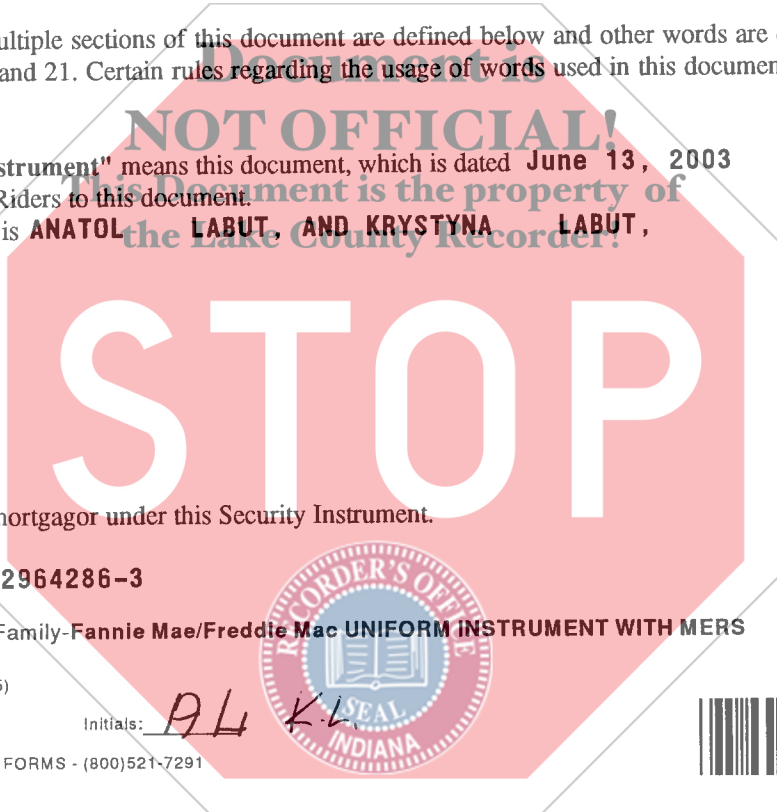 ultiple sections of this document are defined below and other words are
and 21. Certain rules regarding the usage of words used in this documen
Document is
NOT OFFICIAL!
strument" means this document, which is dated June 13, 2003
This Document is the property of
Riders to this document.
is ANATOL LABUT, AND KRYSTYNA LABUT,
the Lake County Recorder!
STOP
mortgagor under this Security Instrument.
2964286-3
Family-Fannie Mae/Freddie Mac UNIFORM INSTRUMENT WITH MERS
Initials: AL K.L.
FORMS - (800)521-7291
RECORDER'S OFFICE
SEAL
INDIANA